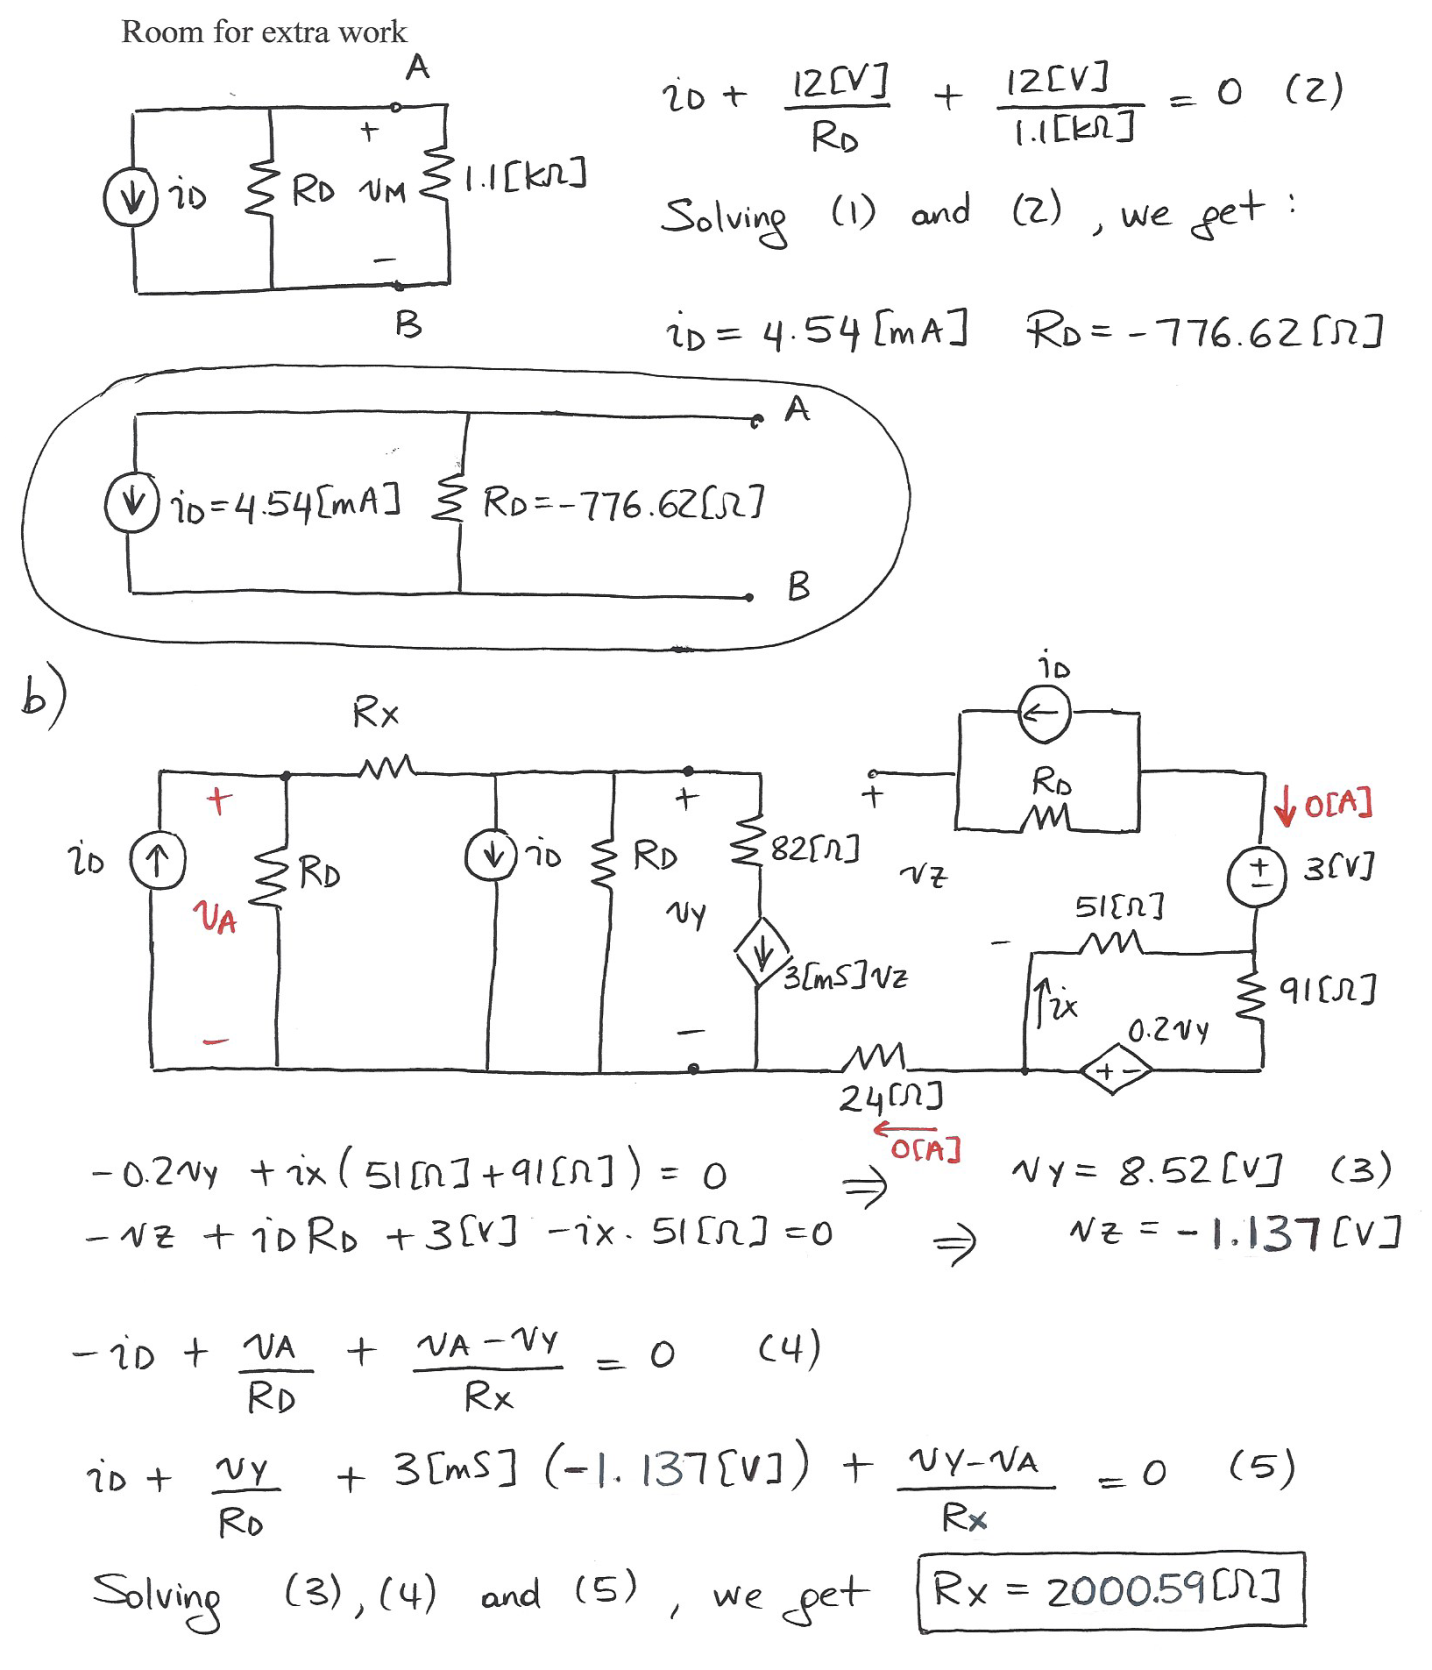 Room for extra work
A
iD + 12[V]/RD + 12[V]/1.1[kΩ] = 0 (2)
iD RD + vM − 1.1[kΩ]
B
Solving (1) and (2), we get:
iD = 4.54[mA] RD = -776.62[Ω]
A
iD=4.54[mA] RD=-776.62[Ω]
B
b)
RX
iD
RD
+ + +
↓0[A]
iD RD iD RD 82[Ω]
3[V]
vA vY vZ
51[Ω]
3[mS]vZ
− − −
ix 91[Ω]
0.2vY
+ −
24[Ω]
0[A]
-0.2vY + ix(51[Ω]+91[Ω]) = 0 ⇒ vY = 8.52[V] (3)
-vZ + iDRD + 3[V] - ix. 51[Ω] =0 ⇒ vZ = -1.137[V]
-iD + vA/RD + vA-vY/RX = 0 (4)
iD + vY/RD + 3[mS] (-1.137[V]) + vY-vA/RX = 0 (5)
Solving (3), (4) and (5), we get RX = 2000.59[Ω]